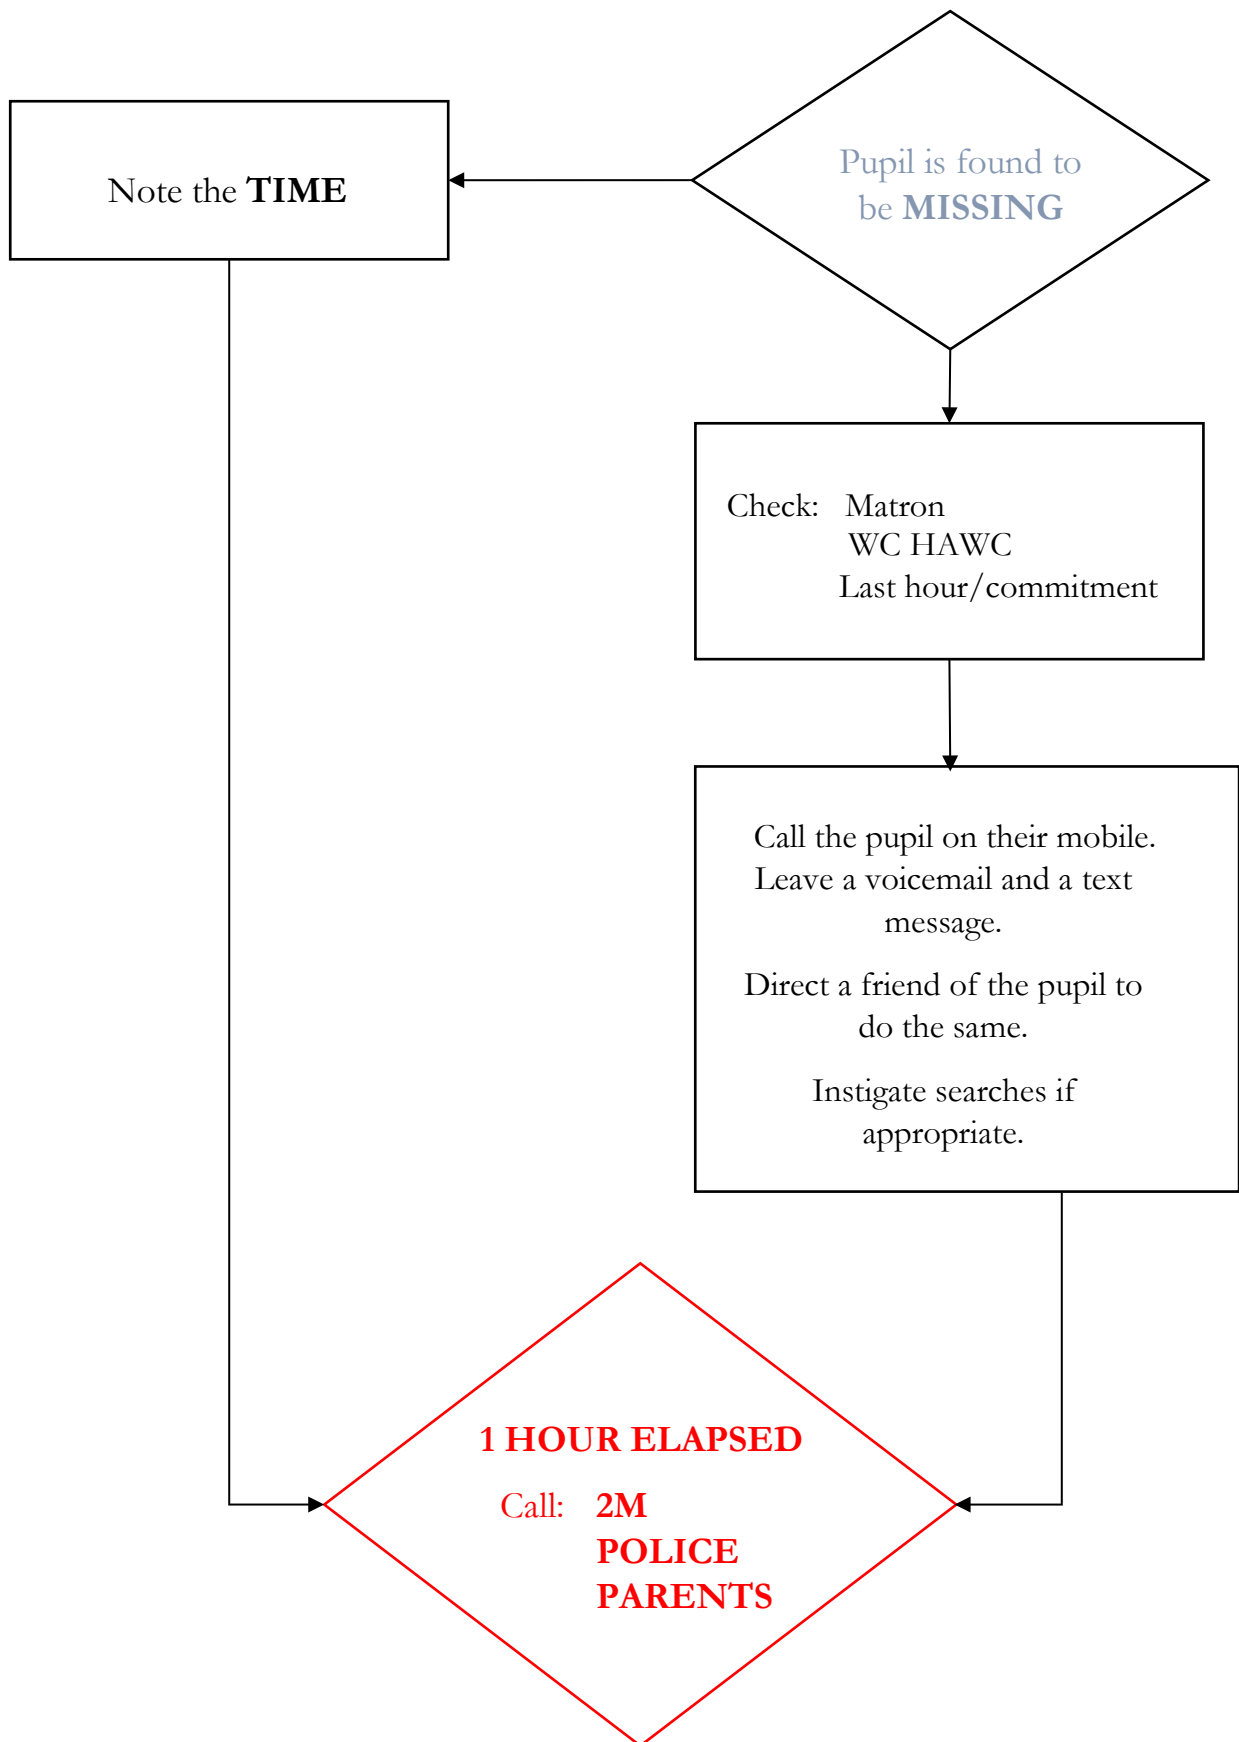 Pupil is found to
be MISSING
Note the TIME
Check: Matron
WC HAWC
Last hour/commitment
Call the pupil on their mobile.
Leave a voicemail and a text
message.
Direct a friend of the pupil to
do the same.
Instigate searches if
appropriate.
1 HOUR ELAPSED
Call: 2M
POLICE
PARENTS